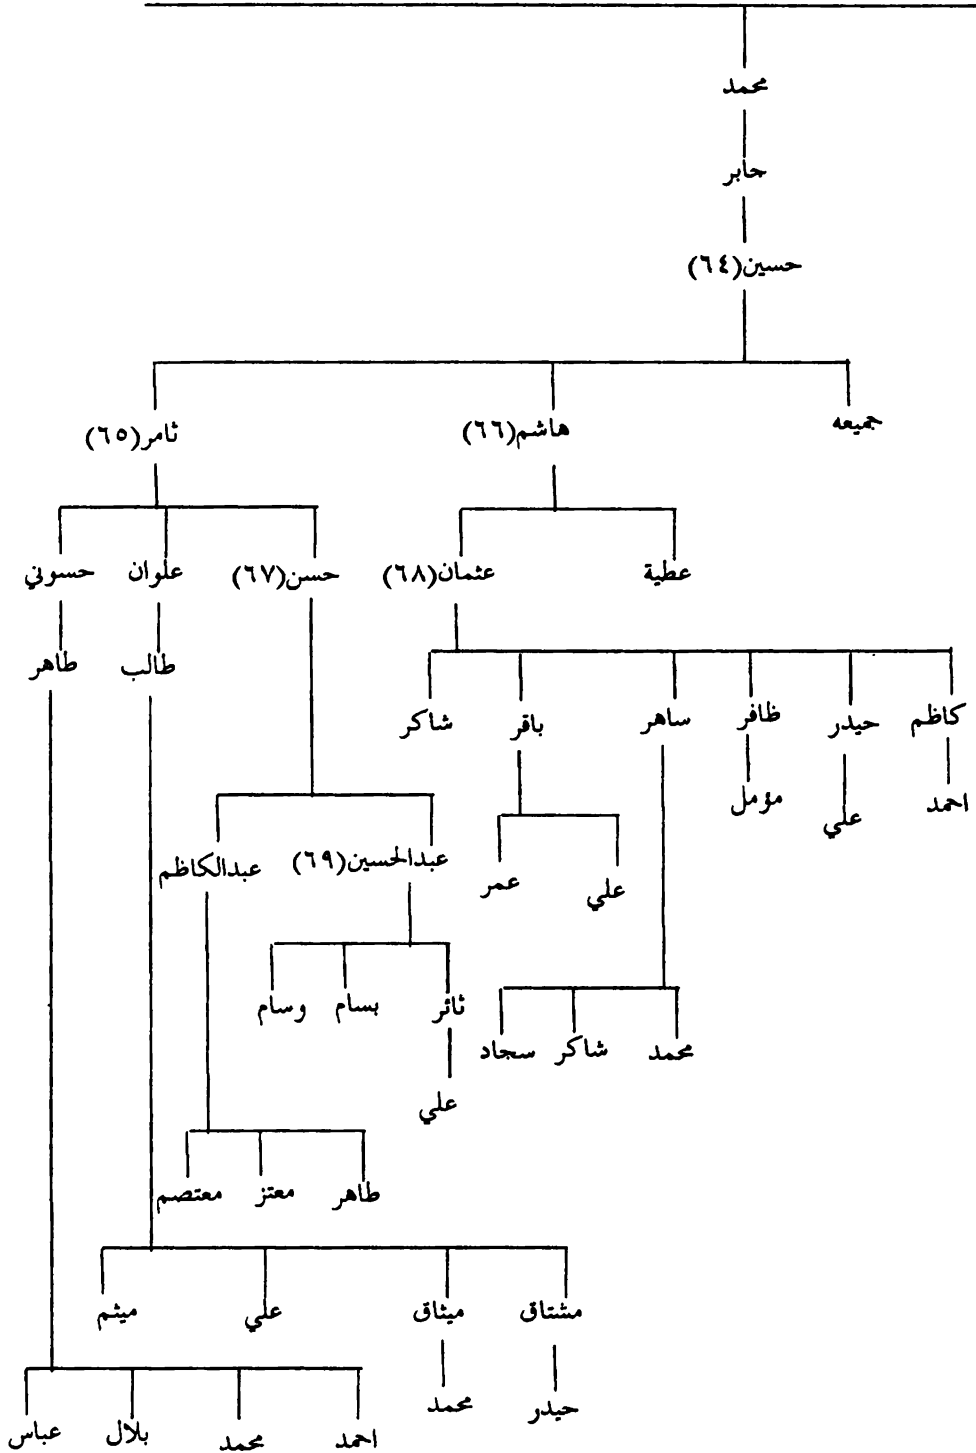 محمد
حابر
حسين(٦٤)
جميعه هاشم(٦٦) ثامر(٦٥)
عطية عثمان(٦٨) حسن(٦٧) علوان حسوني
طالب طاهر
كاظم حيدر ظافر ساهر باقر شاكر
احمد علي مؤمل
عبدالحسين(٦٩) عبدالكاظم
علي عمر
ثائر بسام وسام
محمد شاكر سجاد
علي
طاهر معتز معتصم
مشتاق ميثاق علي ميثم
حيدر محمد
احمد محمد بلال عباس